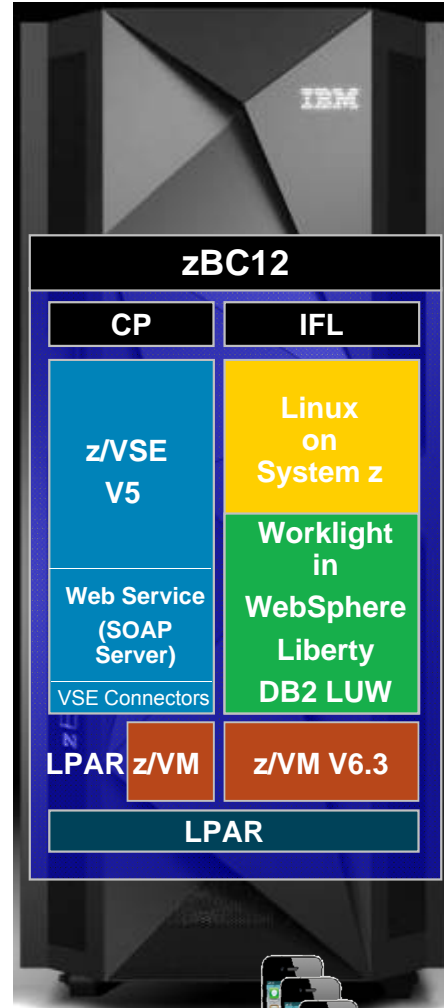 IBM
zBC12
CP
IFL
z/VSE
V5
Web Service
(SOAP
Server)
VSE Connectors
Linux
on
System z
Worklight
in
WebSphere
Liberty
DB2 LUW
LPAR
z/VM
z/VM V6.3
LPAR